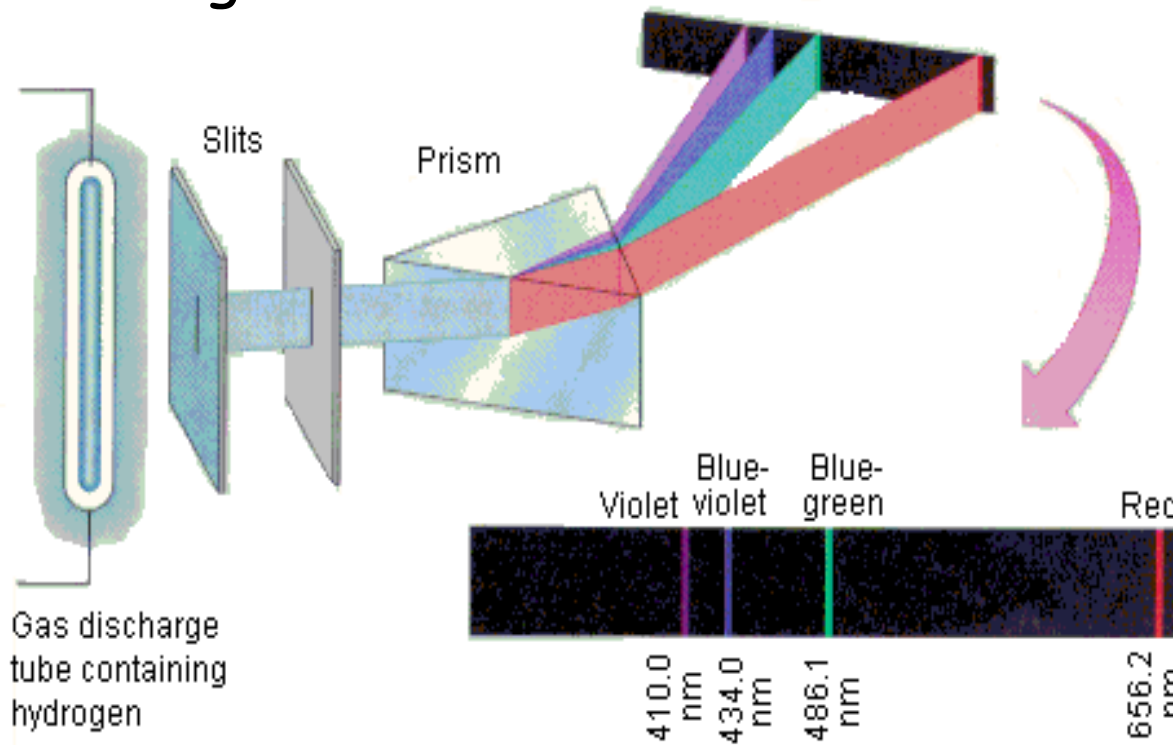 Slits
Prism
Blue-
violet
Blue-
green
Violet
Gas discharge
tube containing
hydrogen
410.0
nm
434.0
nm
486.1
nm
656.2
nm